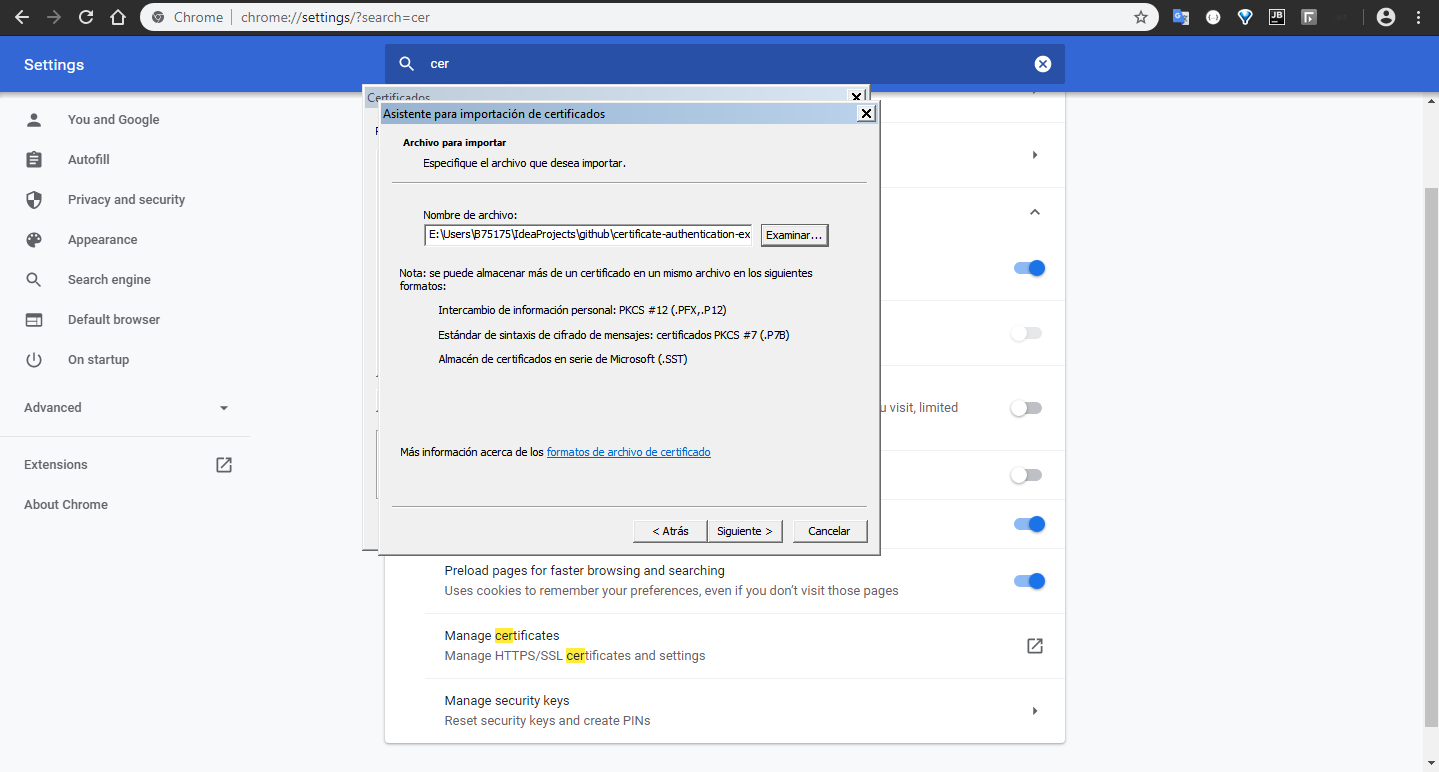 Chrome
chrome://settings/?search=cer
Settings
cer
You and Google
Autofill
Privacy and security
Appearance
Search engine
Default browser
On startup
Advanced
Extensions
About Chrome
Certificados
Asistente para importación de certificados
Archivo para importar
Especifique el archivo que desea importar.
Nombre de archivo:
E:\Users\B75175\IdeaProjects\github\certificate-authentication-ex
Examinar...
Nota: se puede almacenar más de un certificado en un mismo archivo en los siguientes
formatos:
Intercambio de información personal: PKCS #12 (.PFX,.P12)
Estándar de sintaxis de cifrado de mensajes: certificados PKCS #7 (.P7B)
Almacén de certificados en serie de Microsoft (.SST)
Más información acerca de los formatos de archivo de certificado
< Atrás
Siguiente >
Cancelar
u visit, limited
Preload pages for faster browsing and searching
Uses cookies to remember your preferences, even if you don't visit those pages
Manage certificates
Manage HTTPS/SSL certificates and settings
Manage security keys
Reset security keys and create PINs